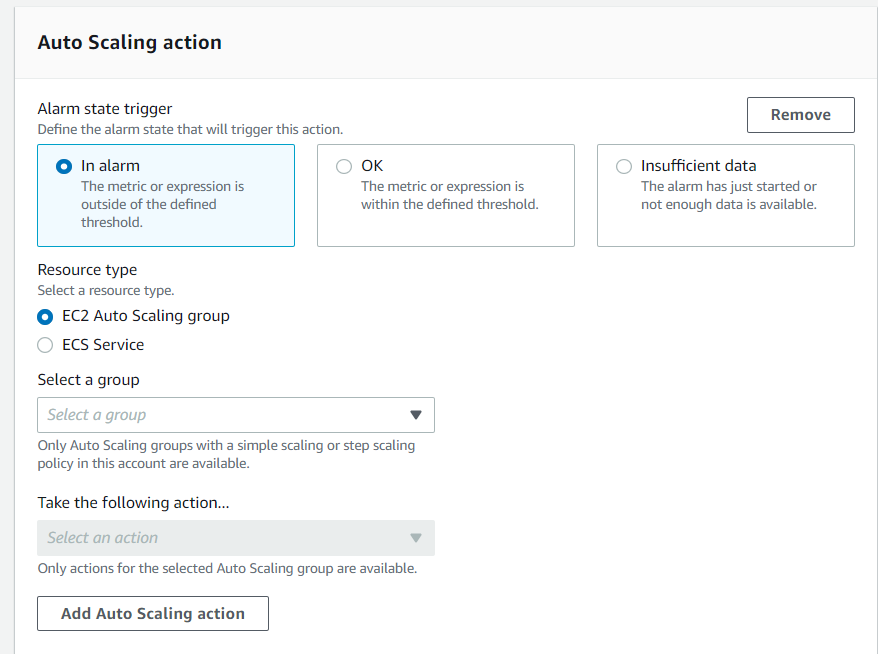 Auto Scaling action
Alarm state trigger
Define the alarm state that will trigger this action.
Remove
In alarm
The metric or expression is
outside of the defined
threshold.
OK
The metric or expression is
within the defined threshold.
Insufficient data
The alarm has just started or
not enough data is available.
Resource type
Select a resource type.
EC2 Auto Scaling group
ECS Service
Select a group
Select a group
Only Auto Scaling groups with a simple scaling or step scaling
policy in this account are available.
Take the following action...
Select an action
Only actions for the selected Auto Scaling group are available.
Add Auto Scaling action